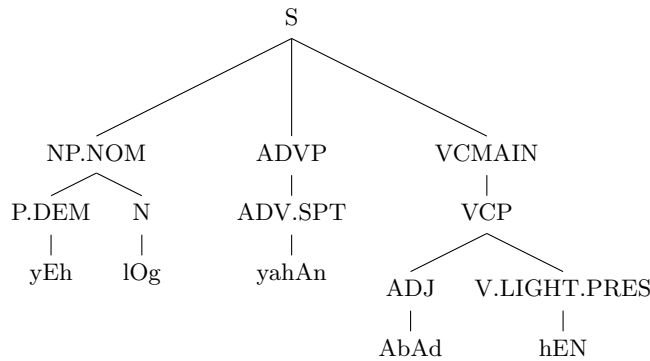 S
NP.NOM ADVP VCMAIN
P.DEM N ADV.SPT VCP
yEh lOg yahAn
ADJ V.LIGHT.PRES
AbAd hEN